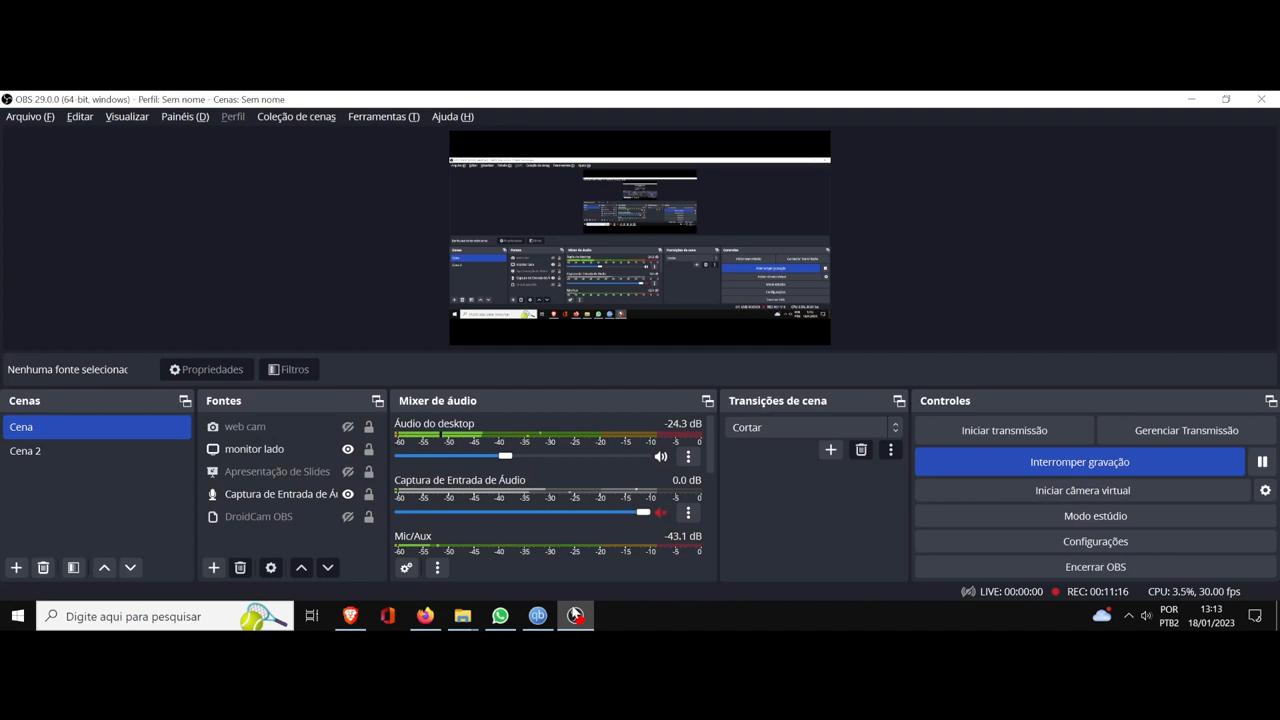 OBS 29.0.0 (64-bit, windows) - Perfil: Sem nome - Cenas: Sem nome
Arquivo (F) Editar Visualizar Painéis (D) Perfil Coleção de cenas Ferramentas (T) Ajuda (H)
Nenhuma fonte selecionac Propriedades Filtros
Cenas
Cena
Cena 2
Fontes
web cam
monitor lado
Apresentação de Slides
Captura de Entrada de Áu
DroidCam OBS
Mixer de áudio
Áudio do desktop -24.3 dB
-60 -55 -50 -45 -40 -35 -30 -25 -20 -15 -10 -5 0
Captura de Entrada de Áudio 0.0 dB
-60 -55 -50 -45 -40 -35 -30 -25 -20 -15 -10 -5 0
Mic/Aux -43.1 dB
-60 -55 -50 -45 -40 -35 -30 -25 -20 -15 -10 -5 0
Transições de cena
Cortar
Controles
Iniciar transmissão Gerenciar Transmissão
Interromper gravação
Iniciar câmera virtual
Modo estúdio
Configurações
Encerrar OBS
LIVE: 00:00:00 REC: 00:11:16 CPU: 3.5%, 30.00 fps
Digite aqui para pesquisar
qb
POR
PTB2
13:13
18/01/2023